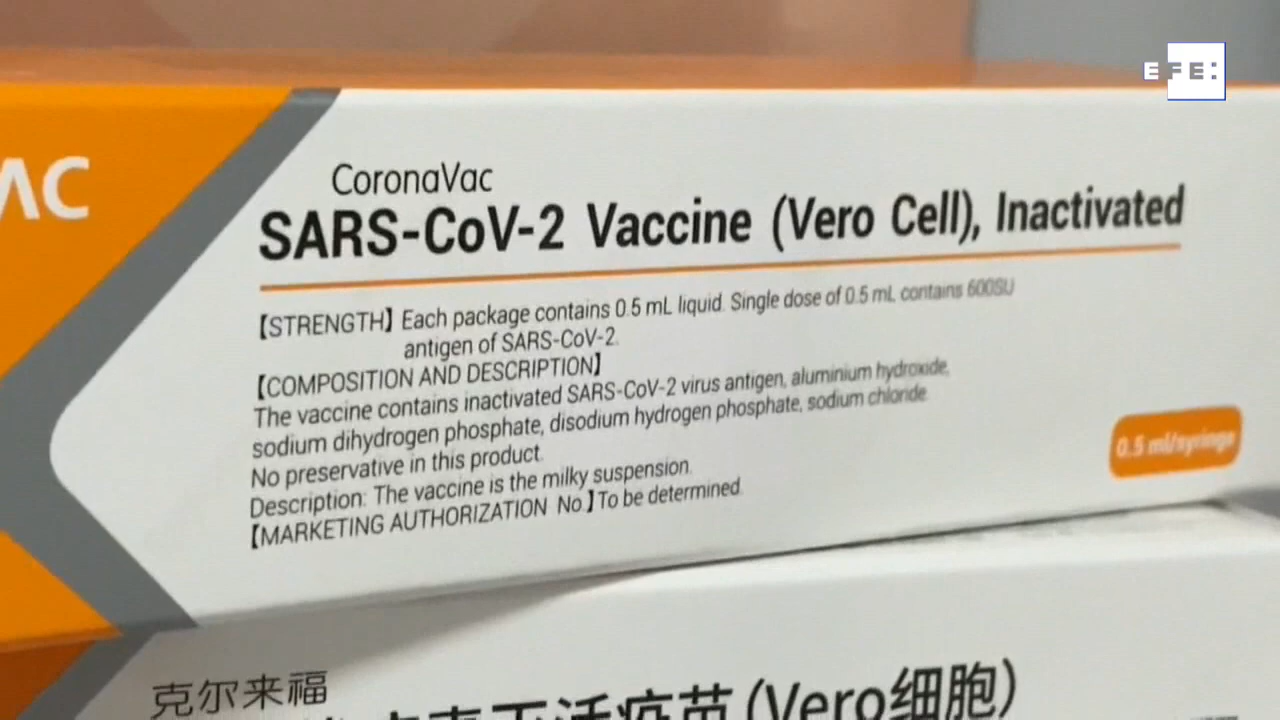 EFE:
AC
CoronaVac
SARS-CoV-2 Vaccine (Vero Cell), Inactivated
【STRENGTH】 Each package contains 0.5 mL liquid. Single dose of 0.5 mL contains 600SU
antigen of SARS-CoV-2.
【COMPOSITION AND DESCRIPTION】
The vaccine contains inactivated SARS-CoV-2 virus antigen, aluminium hydroxide,
sodium dihydrogen phosphate, disodium hydrogen phosphate, sodium chloride.
No preservative in this product.
Description: The vaccine is the milky suspension.
【MARKETING AUTHORIZATION No.】To be determined.
0.5 ml/syringe
克尔来福
灭活疫苗 (Vero细胞)